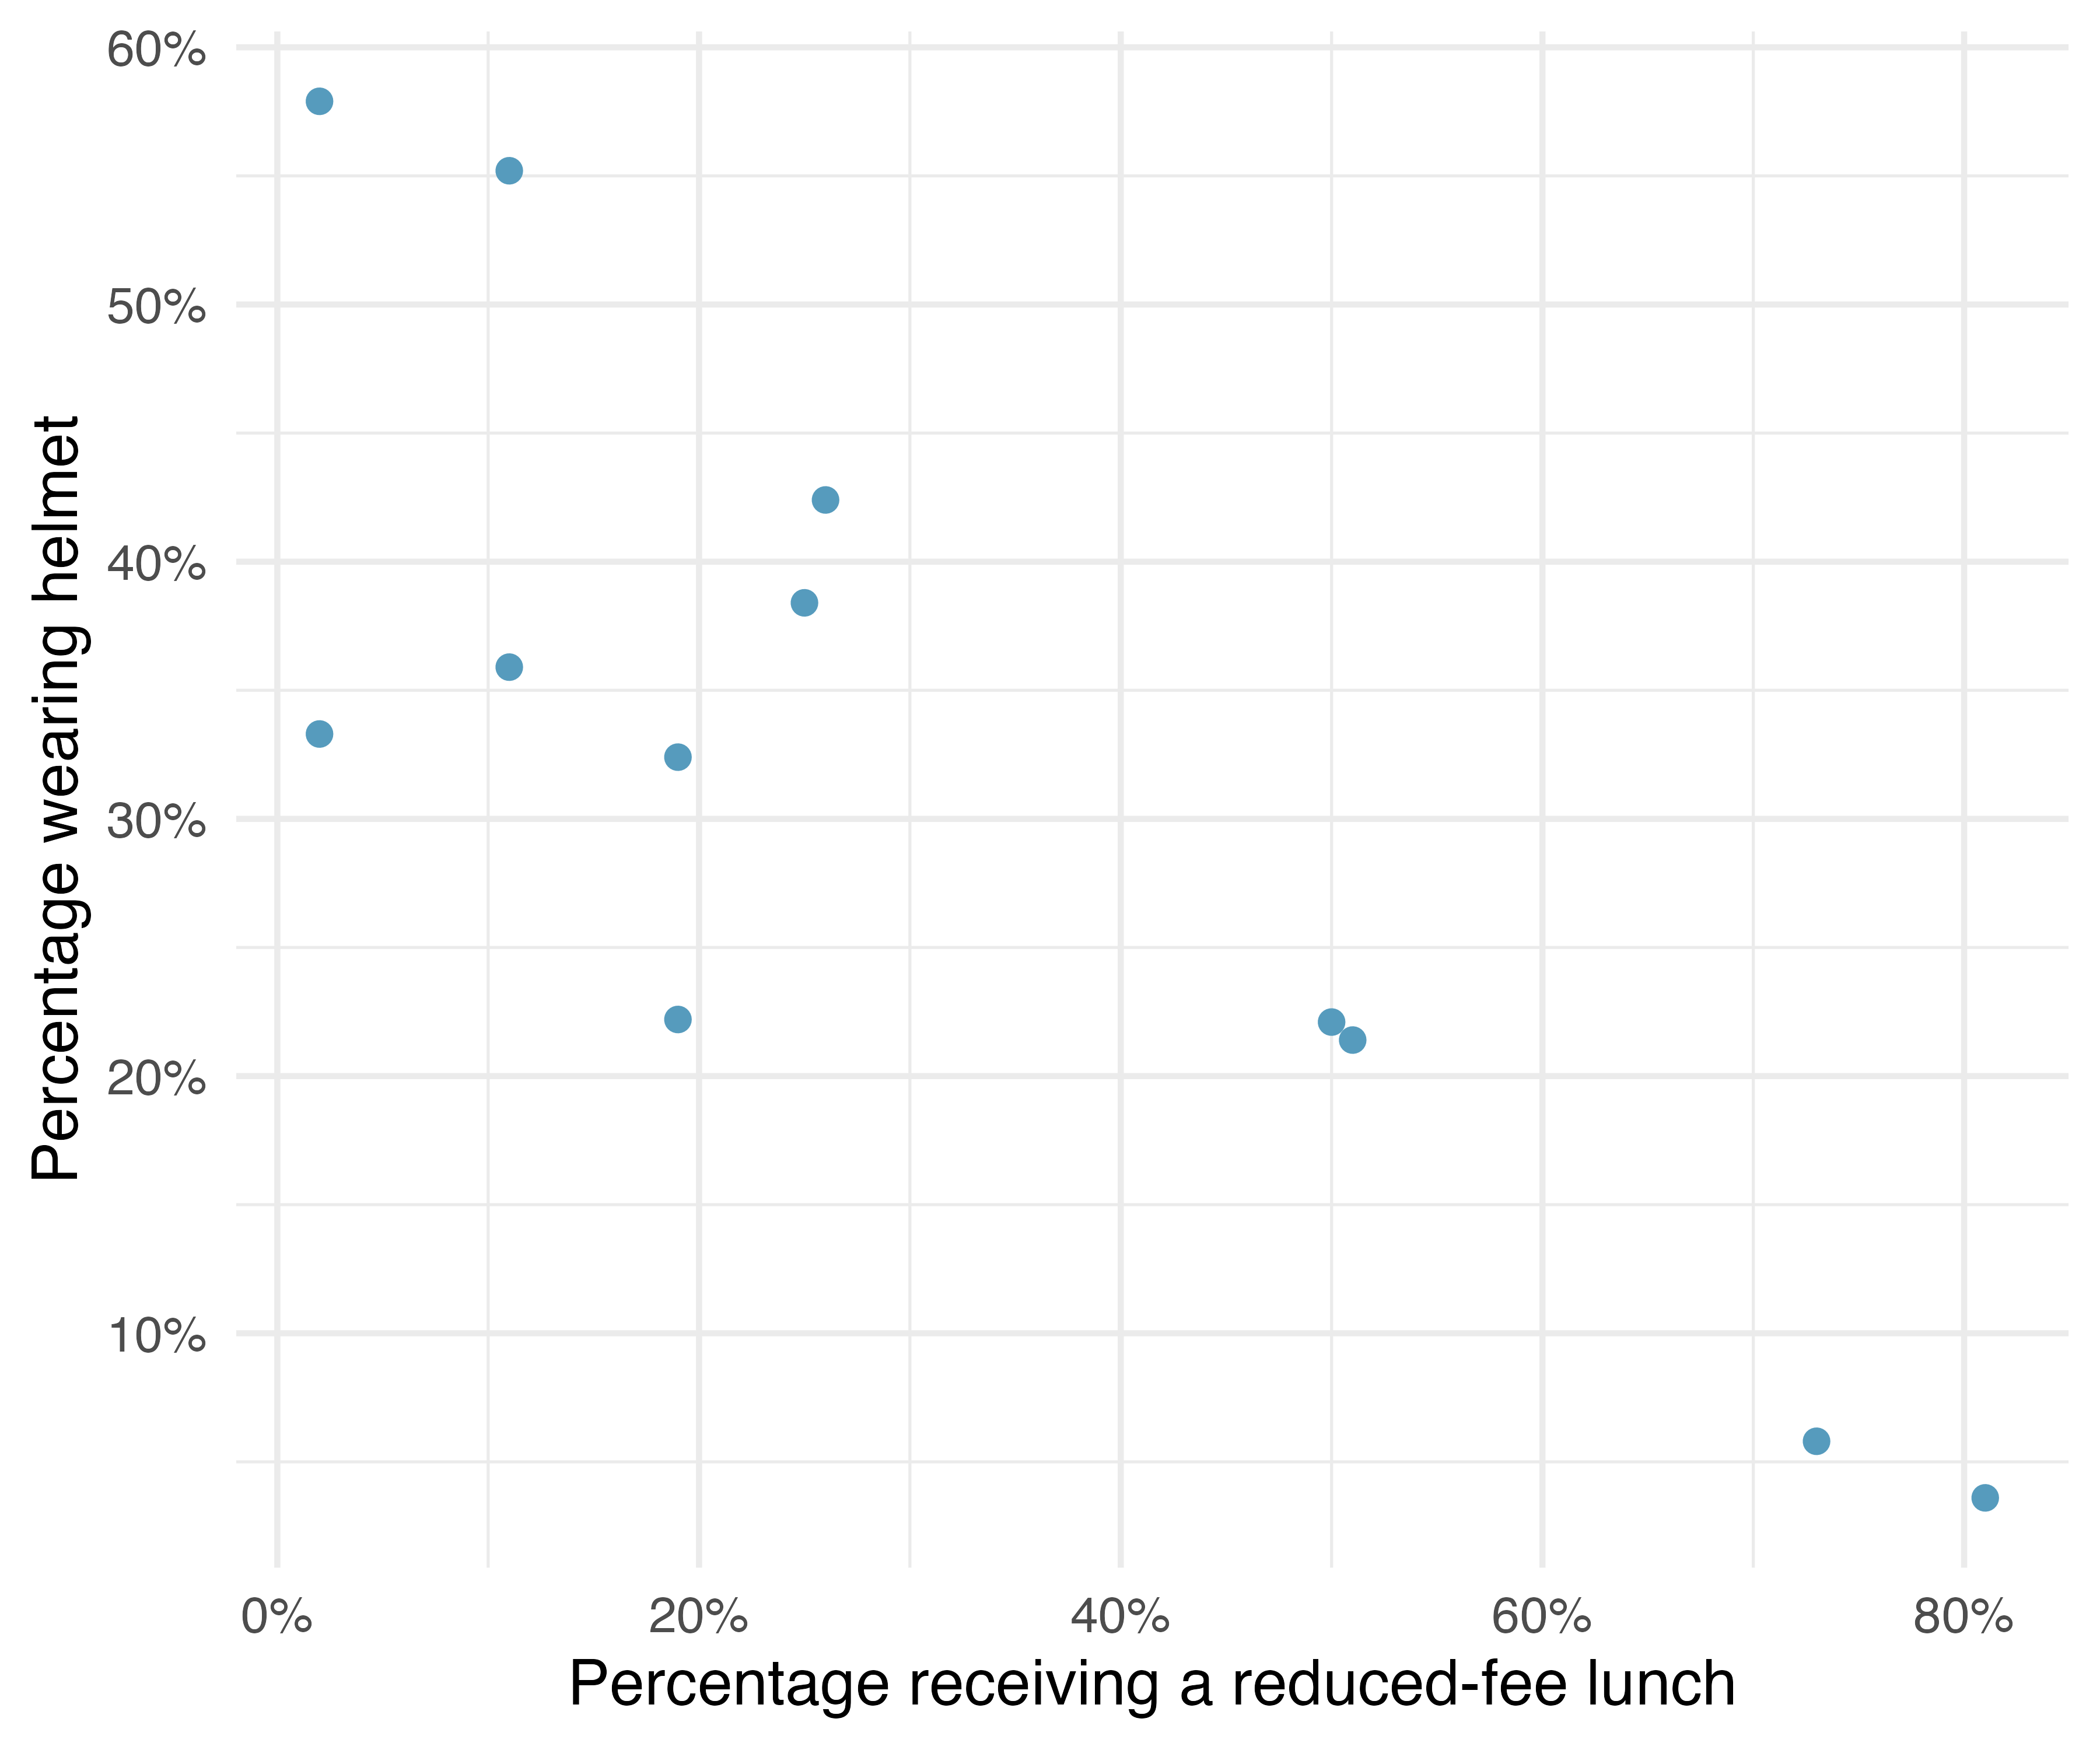 60%
50%
40%
30%
20%
10%
Percentage wearing helmet
0% 20% 40% 60% 80%
Percentage receiving a reduced-fee lunch